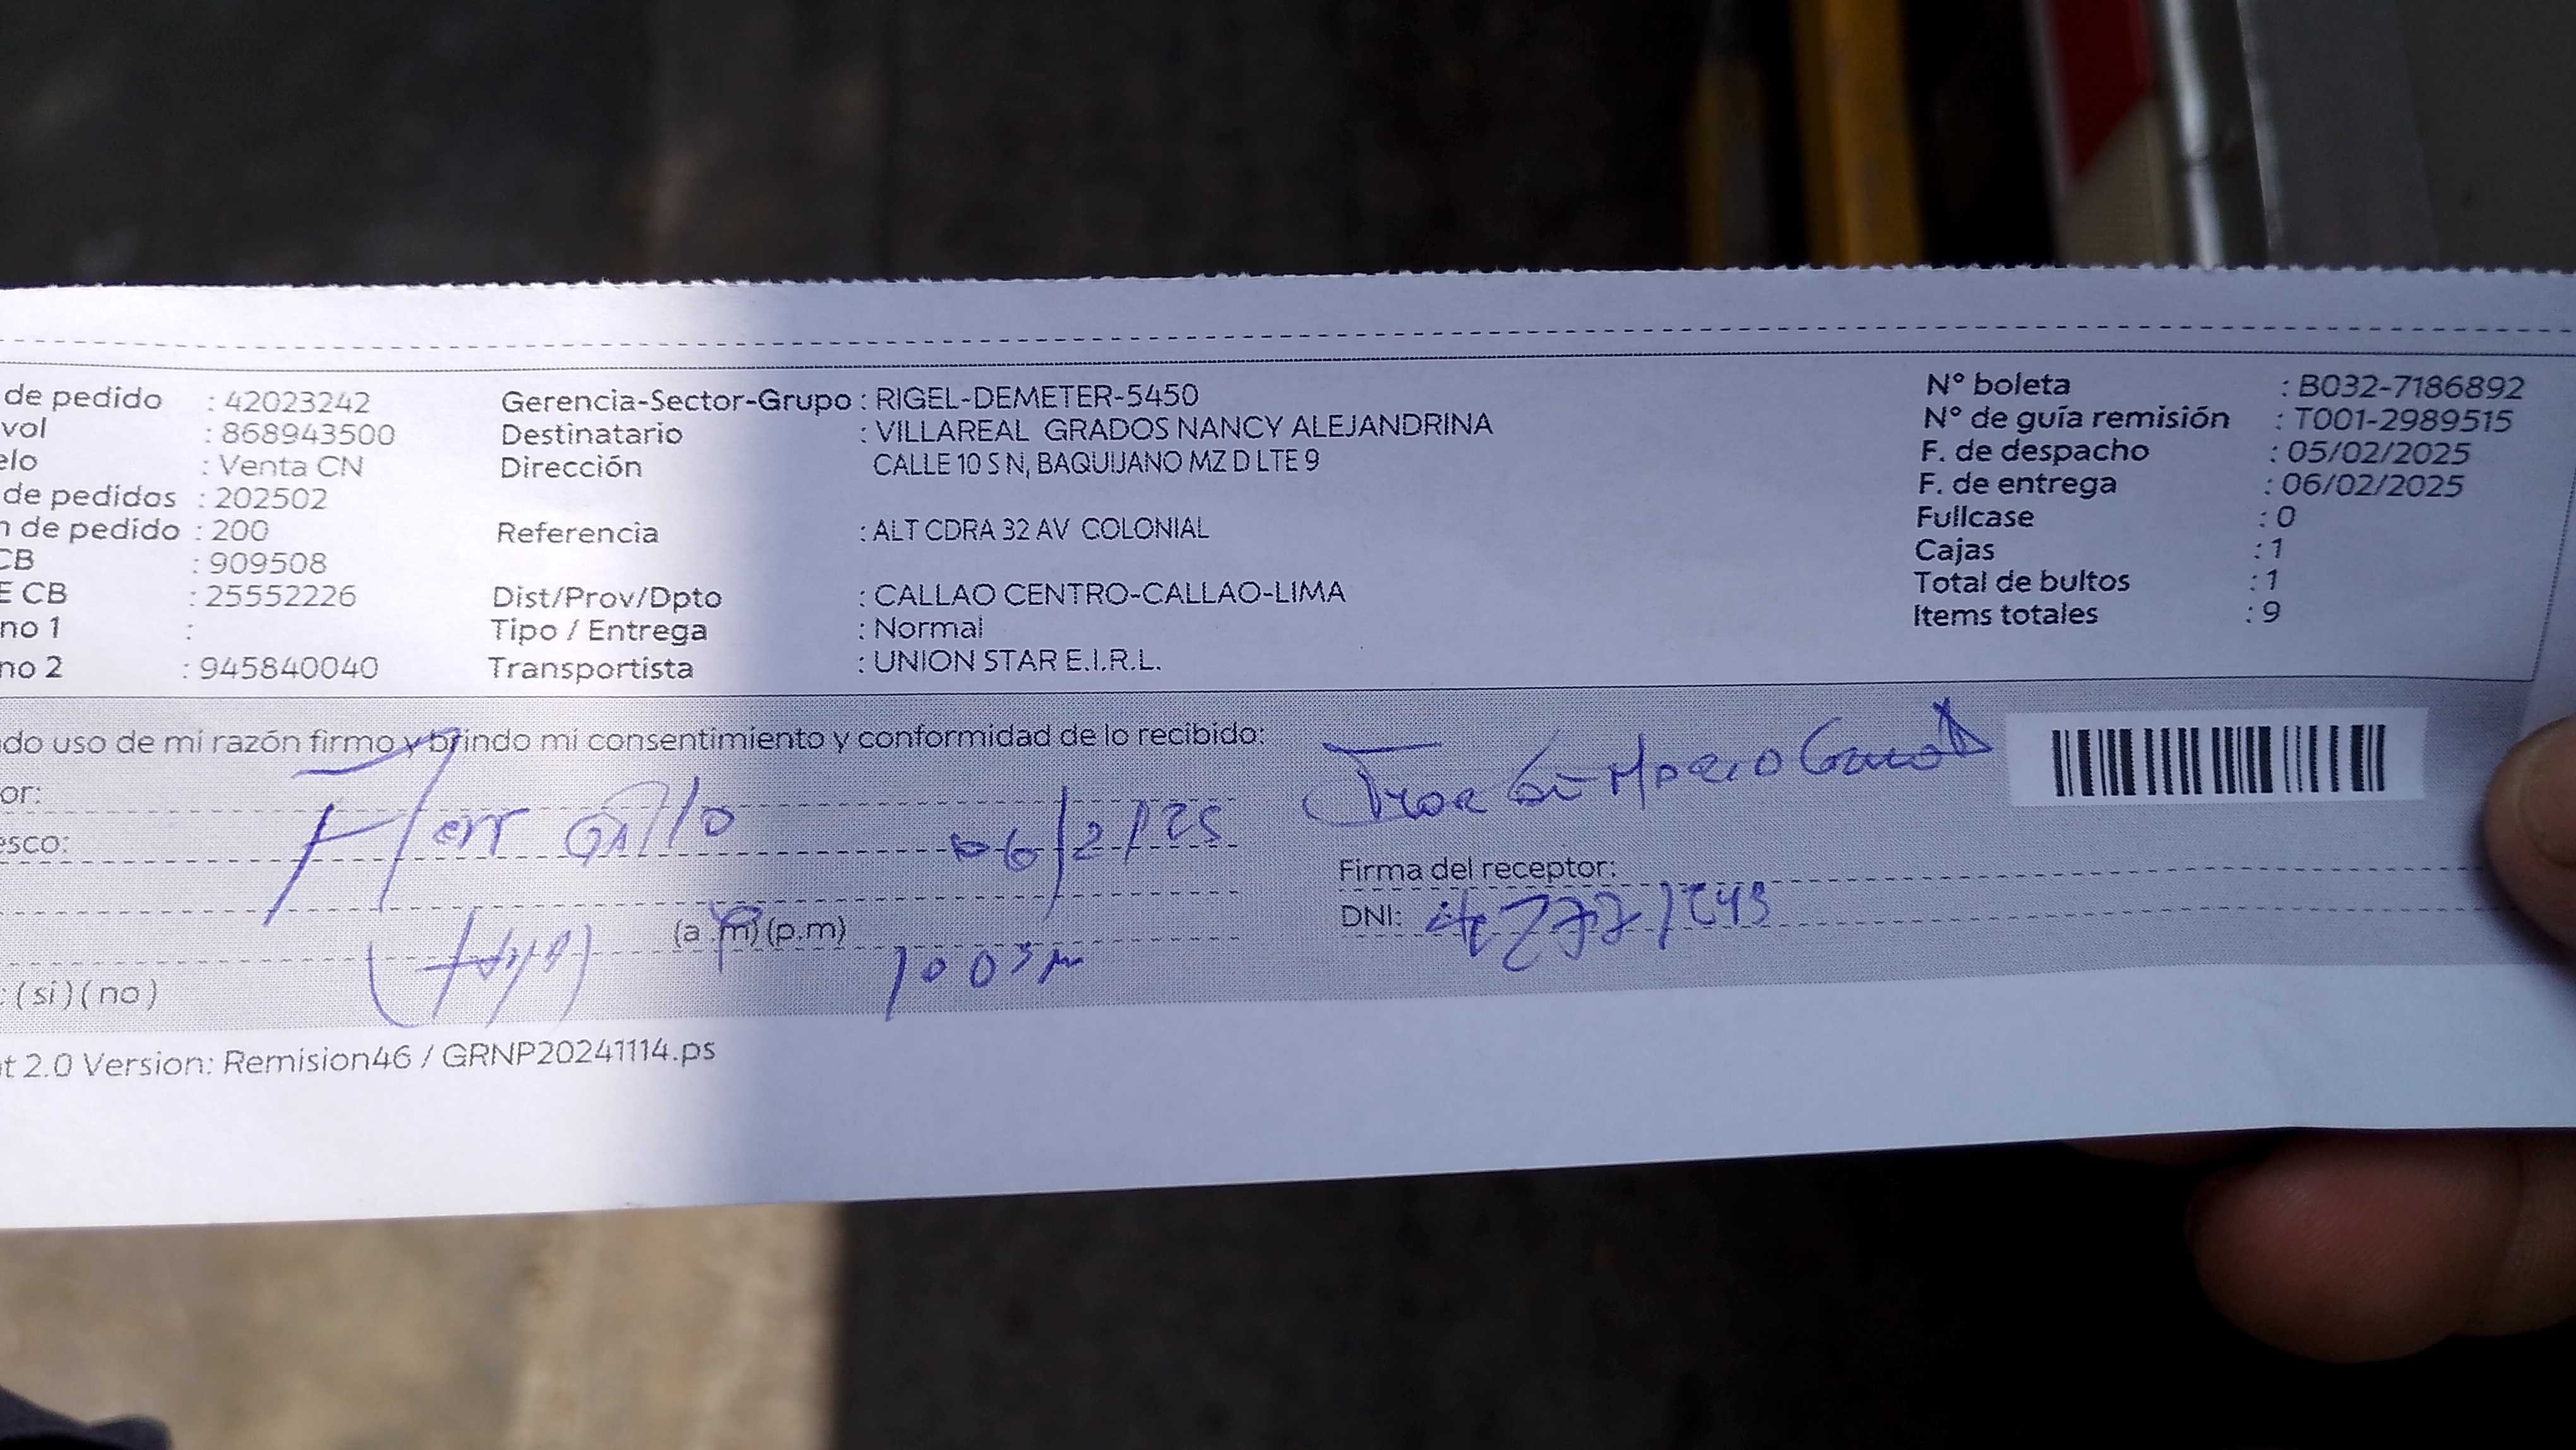 de pedido : 42023242 Gerencia-Sector-Grupo : RIGEL-DEMETER-5450 N° boleta : B032-7186892
vol : 868943500 Destinatario : VILLAREAL GRADOS NANCY ALEJANDRINA N° de guía remisión : T001-2989515
elo : Venta CN Dirección CALLE 10 S N, BAQUIJANO MZ D LTE 9 F. de despacho : 05/02/2025
de pedidos : 202502 F. de entrega : 06/02/2025
n de pedido : 200 Referencia : ALT CDRA 32 AV COLONIAL Fullcase : 0
CB : 909508 Cajas : 1
E CB : 25552226 Dist/Prov/Dpto : CALLAO CENTRO-CALLAO-LIMA Total de bultos : 1
no 1 : Tipo / Entrega : Normal Items totales : 9
no 2 : 945840040 Transportista : UNION STAR E.I.R.L.
ndo uso de mi razón firmo y brindo mi consentimiento y conformidad de lo recibido:
or:
esco: Gallo 06/2/25
Firma del receptor:
(a.m) (p.m) DNI:
: (si) (no)
t 2.0 Version: Remision46 / GRNP20241114.ps